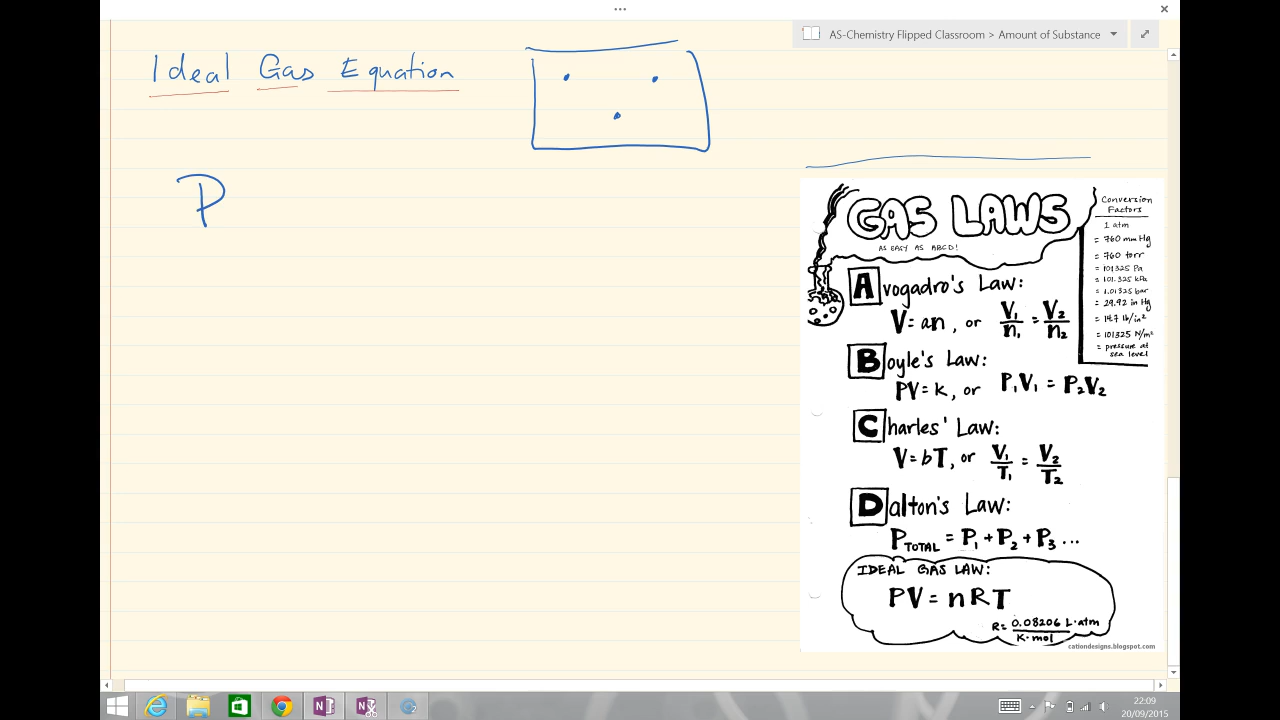 ...
AS-Chemistry Flipped Classroom > Amount of Substance
Ideal Gas Equation
P
GAS LAWS
AS EASY AS ABCD!
Conversion
Factors
1 atm
= 760 mm Hg
= 760 torr
= 101325 Pa
= 101.325 kPa
= 1.01325 bar
= 29.92 in Hg
= 14.7 lb/in²
= 101325 N/m²
= pressure at
sea level
Avogadro's Law:
V = an, or V₁/n₁ = V₂/n₂
Boyle's Law:
PV = k, or P₁V₁ = P₂V₂
Charles' Law:
V = bT, or V₁/T₁ = V₂/T₂
Dalton's Law:
P TOTAL = P₁ + P₂ + P₃ ...
IDEAL GAS LAW:
PV = nRT
R = 0.08206 L·atm
K·mol
cationdesigns.blogspot.com
22:09
20/09/2015